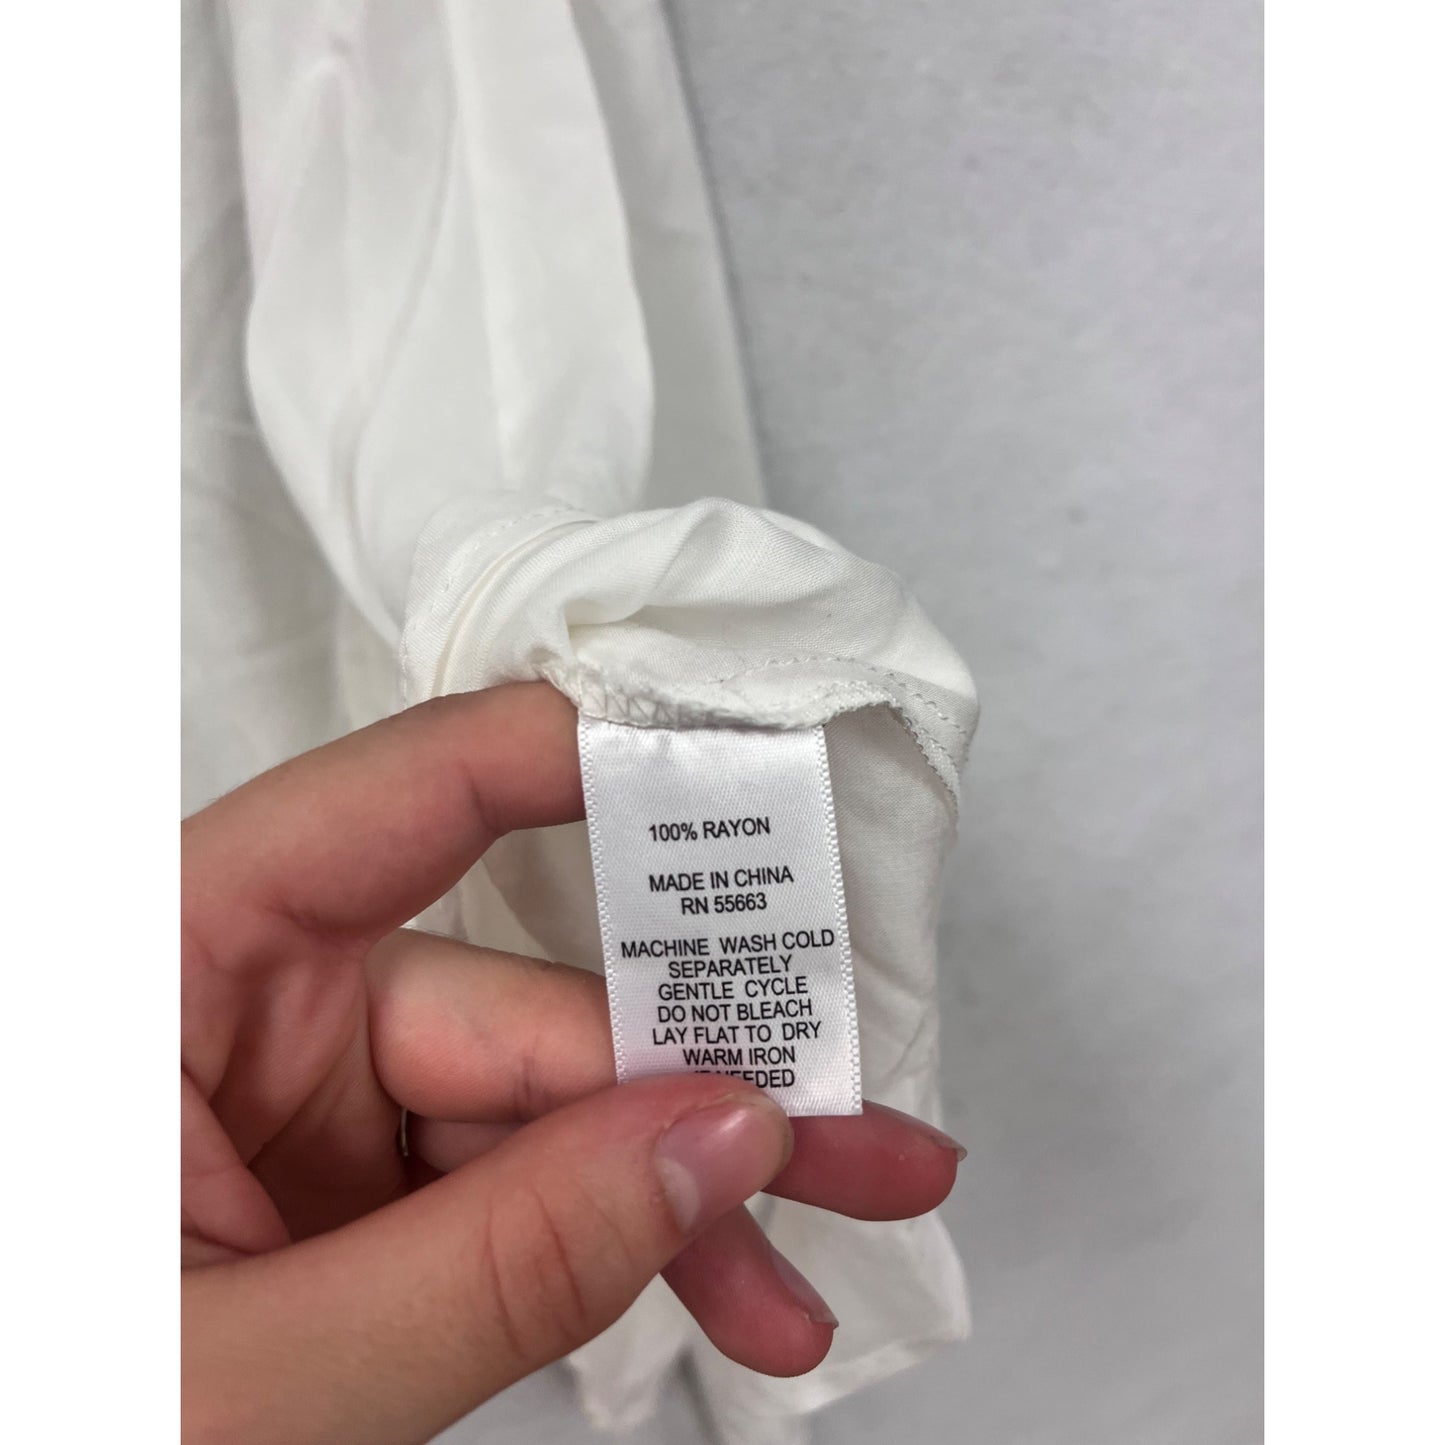 100% RAYON
MADE IN CHINA
RN 55663
MACHINE WASH COLD
SEPARATELY
GENTLE CYCLE
DO NOT BLEACH
LAY FLAT TO DRY
WARM IRON
NEEDED